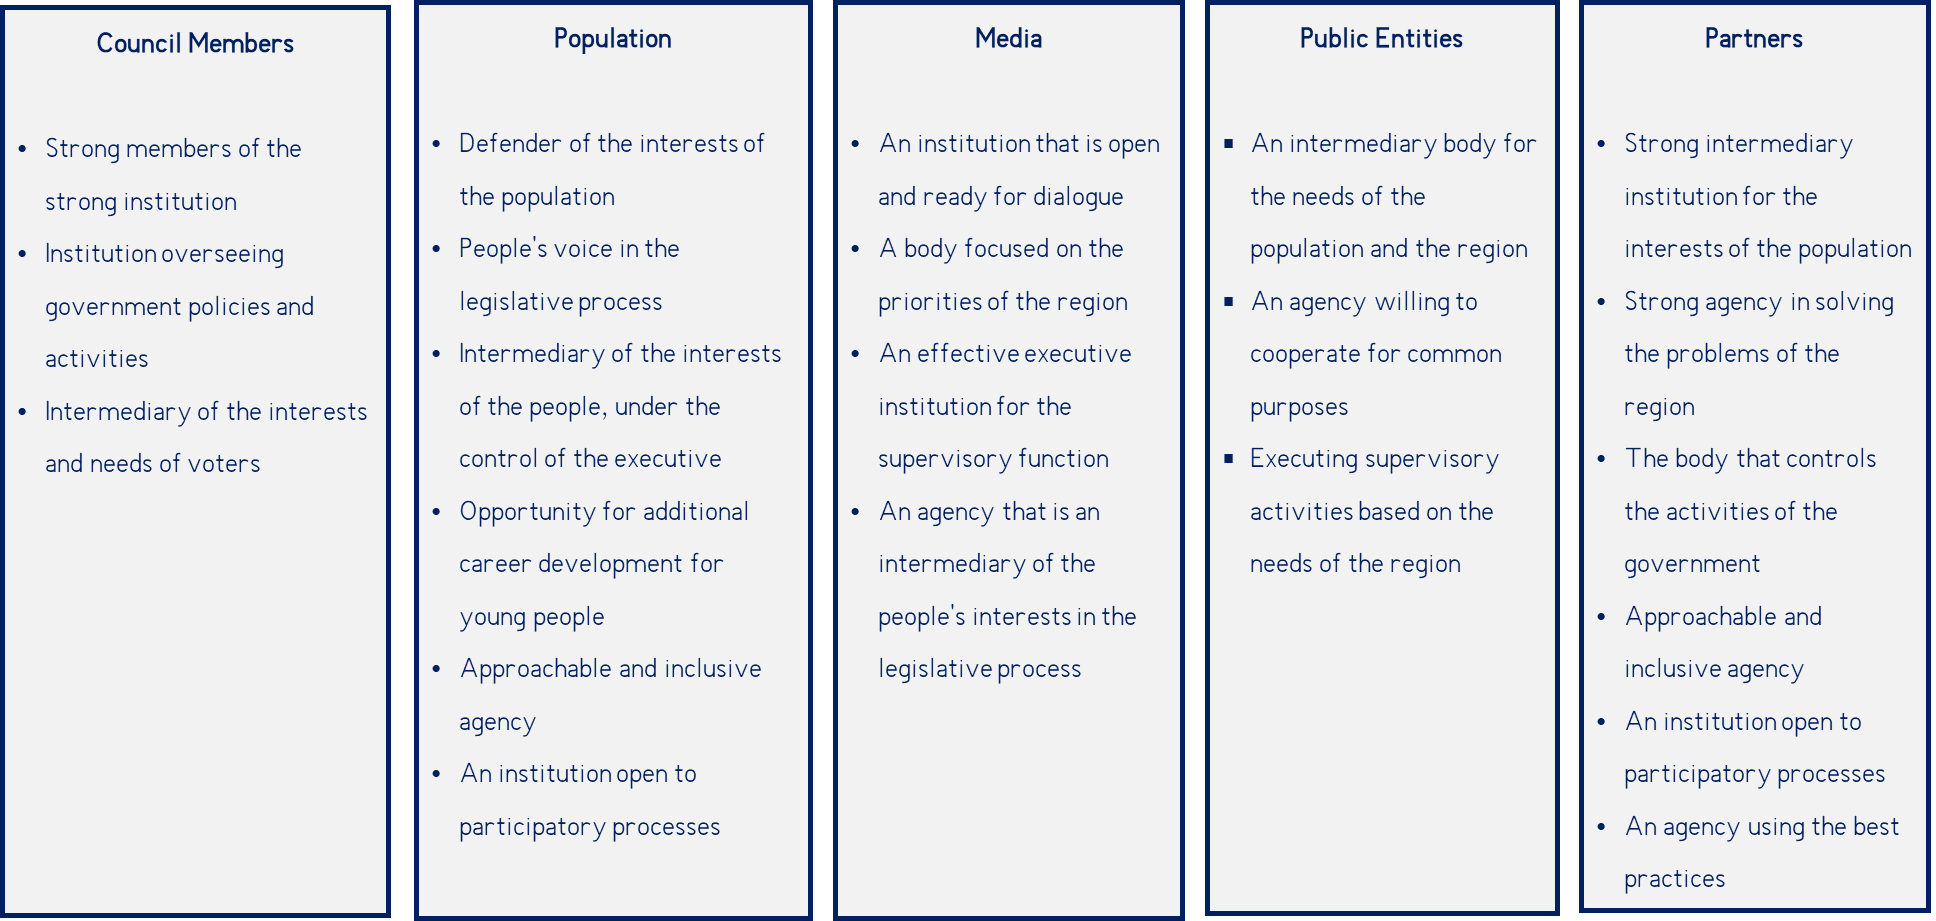 Council Members
• Strong members of the
strong institution
• Institution overseeing
government policies and
activities
• Intermediary of the interests
and needs of voters
Population
• Defender of the interests of
the population
• People's voice in the
legislative process
• Intermediary of the interests
of the people, under the
control of the executive
• Opportunity for additional
career development for
young people
• Approachable and inclusive
agency
• An institution open to
participatory processes
Media
• An institution that is open
and ready for dialogue
• A body focused on the
priorities of the region
• An effective executive
institution for the
supervisory function
• An agency that is an
intermediary of the
people's interests in the
legislative process
Public Entities
▪ An intermediary body for
the needs of the
population and the region
▪ An agency willing to
cooperate for common
purposes
▪ Executing supervisory
activities based on the
needs of the region
Partners
• Strong intermediary
institution for the
interests of the population
• Strong agency in solving
the problems of the
region
• The body that controls
the activities of the
government
• Approachable and
inclusive agency
• An institution open to
participatory processes
• An agency using the best
practices